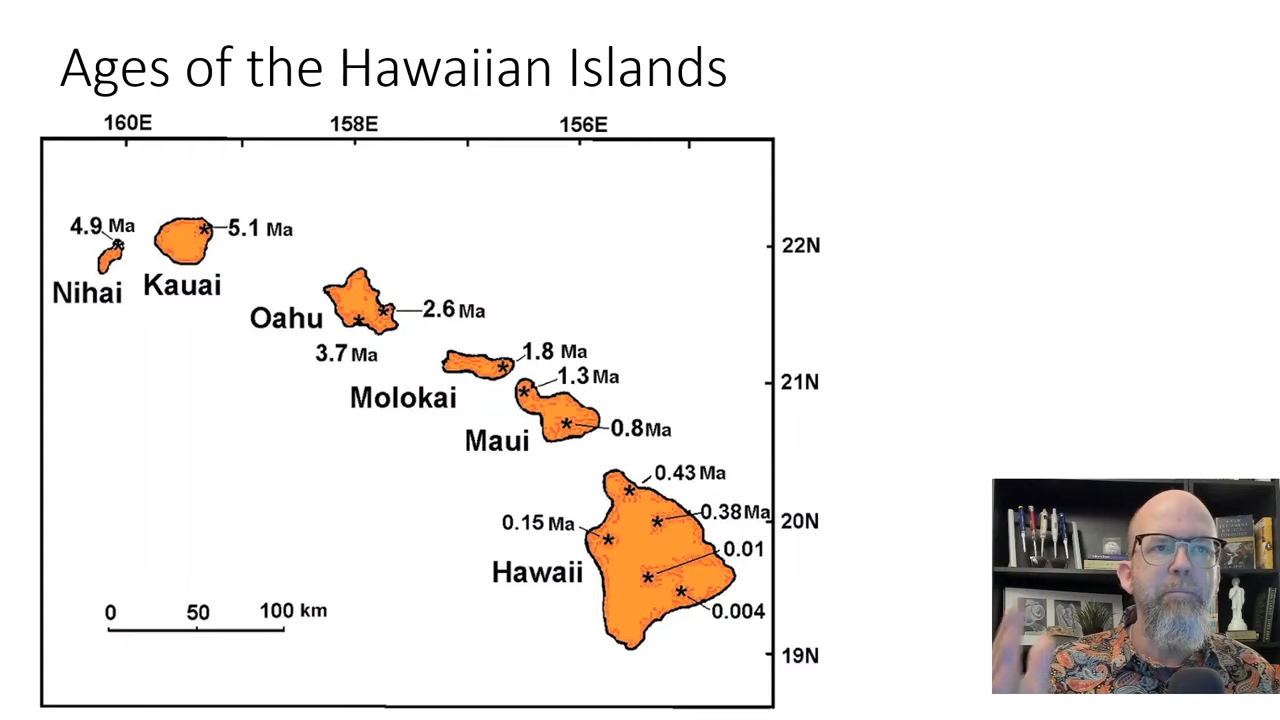 Ages of the Hawaiian Islands
160E 158E 156E
4.9 Ma
5.1 Ma
22N
Nihai
Kauai
Oahu
2.6 Ma
3.7 Ma
1.8 Ma
1.3 Ma
21N
Molokai
Maui
0.8 Ma
0.43 Ma
0.38 Ma
20N
0.15 Ma
0.01
Hawaii
0.004
0 50 100 km
19N